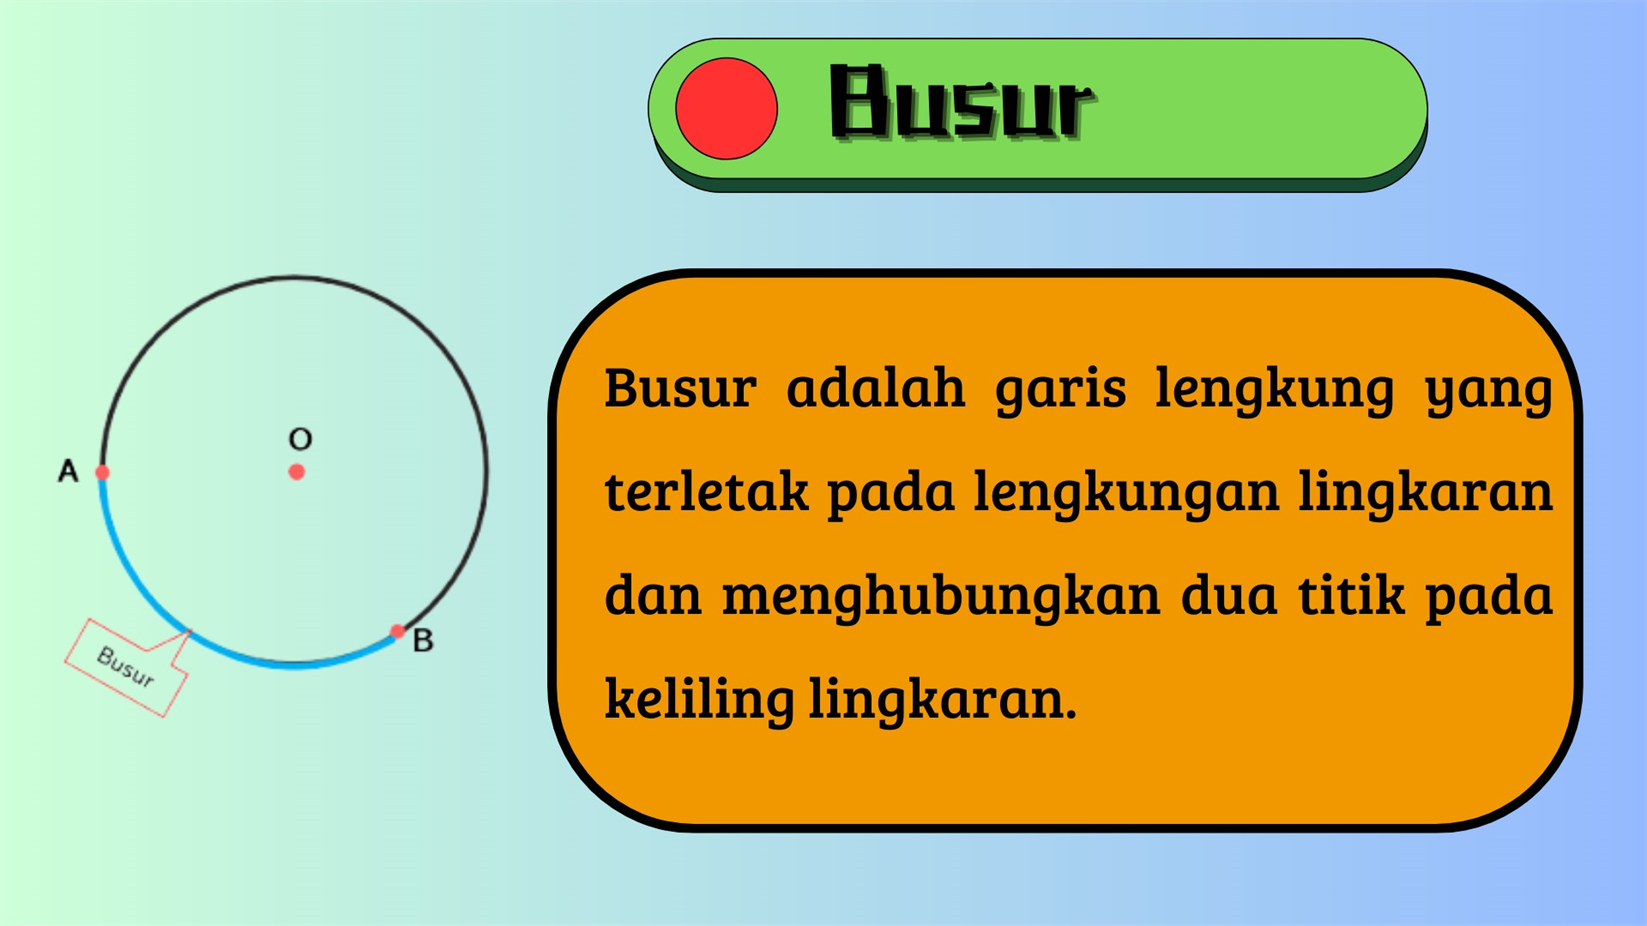 Busur
O
A
B
Busur
Busur adalah garis lengkung yang
terletak pada lengkungan lingkaran
dan menghubungkan dua titik pada
keliling lingkaran.